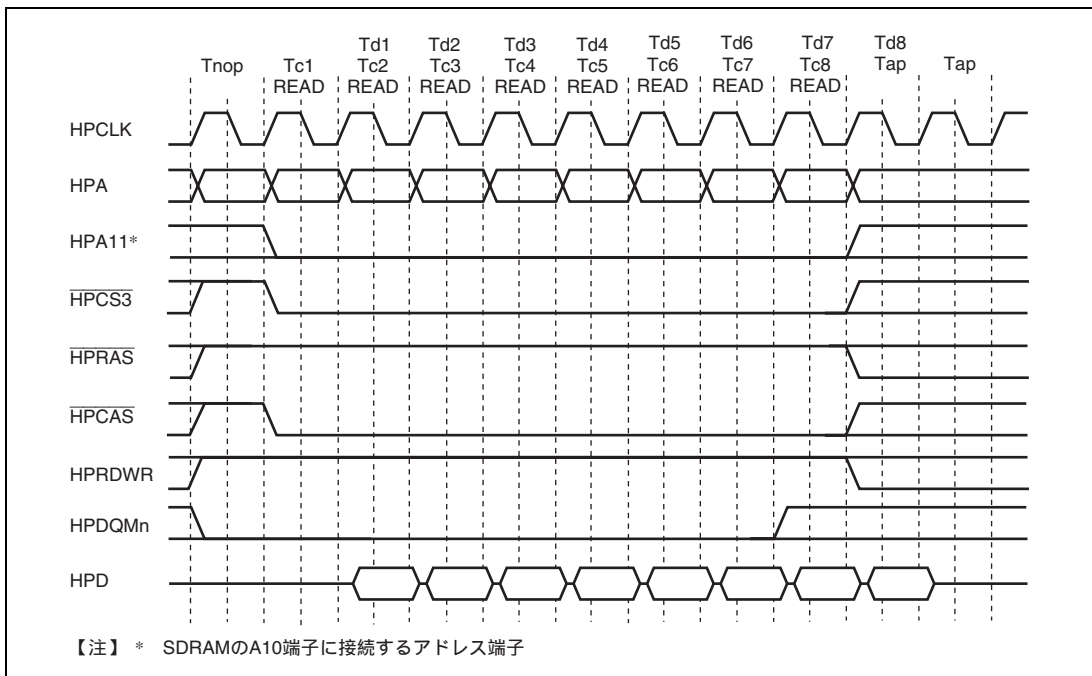 Td1 Td2 Td3 Td4 Td5 Td6 Td7 Td8
Tnop Tc1 Tc2 Tc3 Tc4 Tc5 Tc6 Tc7 Tc8 Tap Tap
READ READ READ READ READ READ READ READ
HPCLK
HPA
HPA11*
HPCS3
HPRAS
HPCAS
HPRDWR
HPDQMn
HPD
【注】 * SDRAMのA10端子に接続するアドレス端子